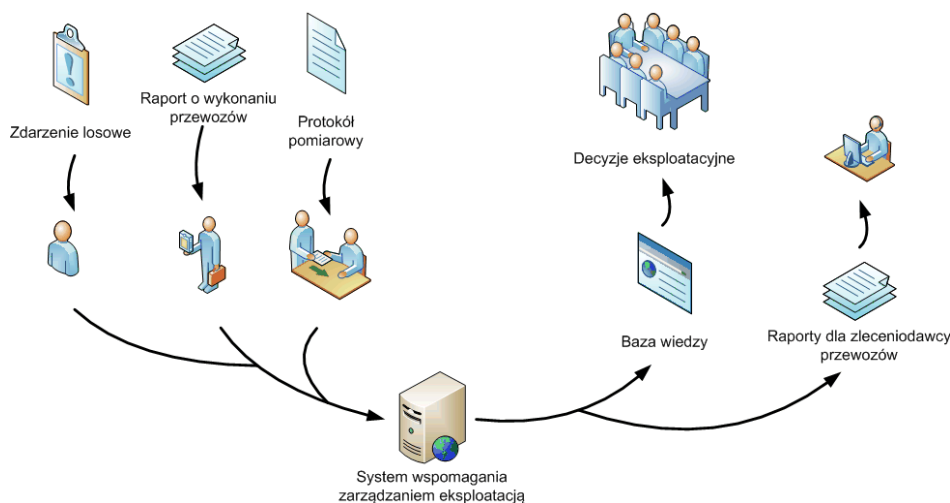 Zdarzenie losowe
Raport o wykonaniu
przewozów
Protokół
pomiarowy
Decyzje eksploatacyjne
Baza wiedzy
Raporty dla zleceniodawcy
przewozów
System wspomagania
zarządzaniem eksploatacją